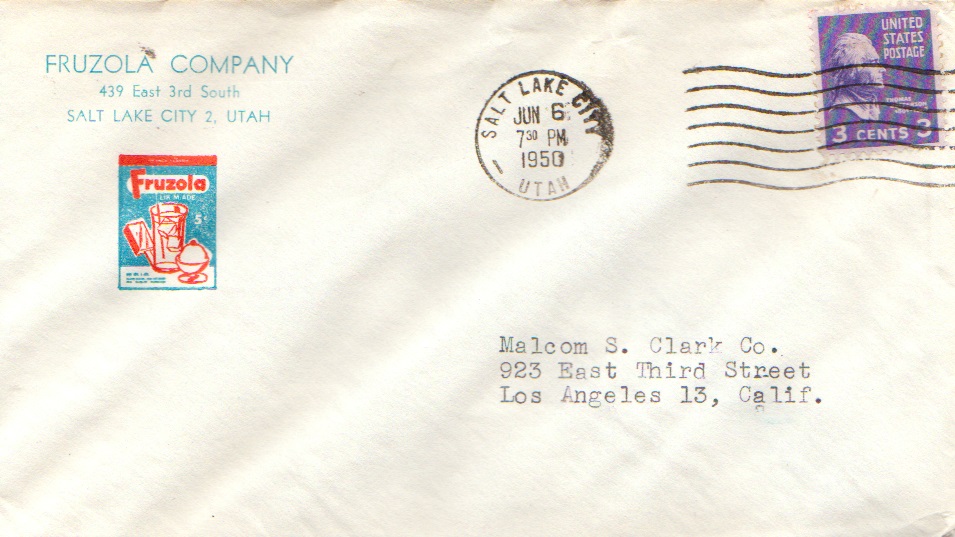 FRUZOLA COMPANY
439 East 3rd South
SALT LAKE CITY 2, UTAH
Fruzola
5¢
SALT LAKE CITY
JUN 6
7 30 PM
1950
UTAH
UNITED
STATES
POSTAGE
THOMAS
JEFFERSON
3 CENTS 3
Malcom S. Clark Co.
923 East Third Street
Los Angeles 13, Calif.